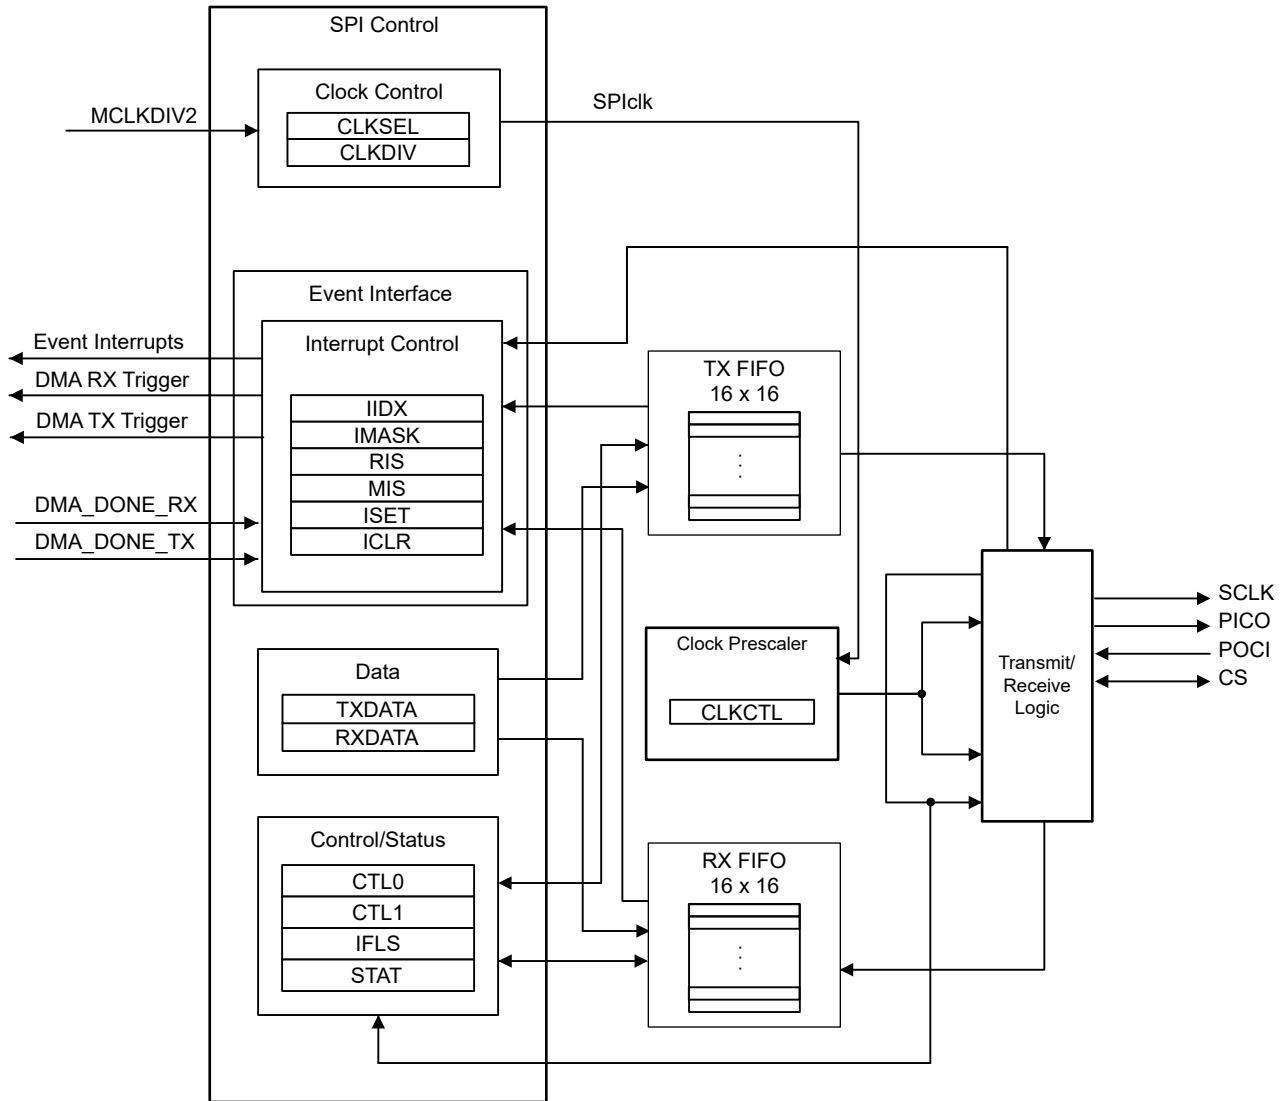 SPI Control
Clock Control
CLKSEL
CLKDIV
MCLKDIV2
SPIclk
Event Interface
Interrupt Control
IIDX
IMASK
RIS
MIS
ISET
ICLR
Event Interrupts
DMA RX Trigger
DMA TX Trigger
DMA_DONE_RX
DMA_DONE_TX
TX FIFO
16 x 16
Data
TXDATA
RXDATA
Clock Prescaler
CLKCTL
Transmit/
Receive
Logic
SCLK
PICO
POCI
CS
Control/Status
CTL0
CTL1
IFLS
STAT
RX FIFO
16 x 16